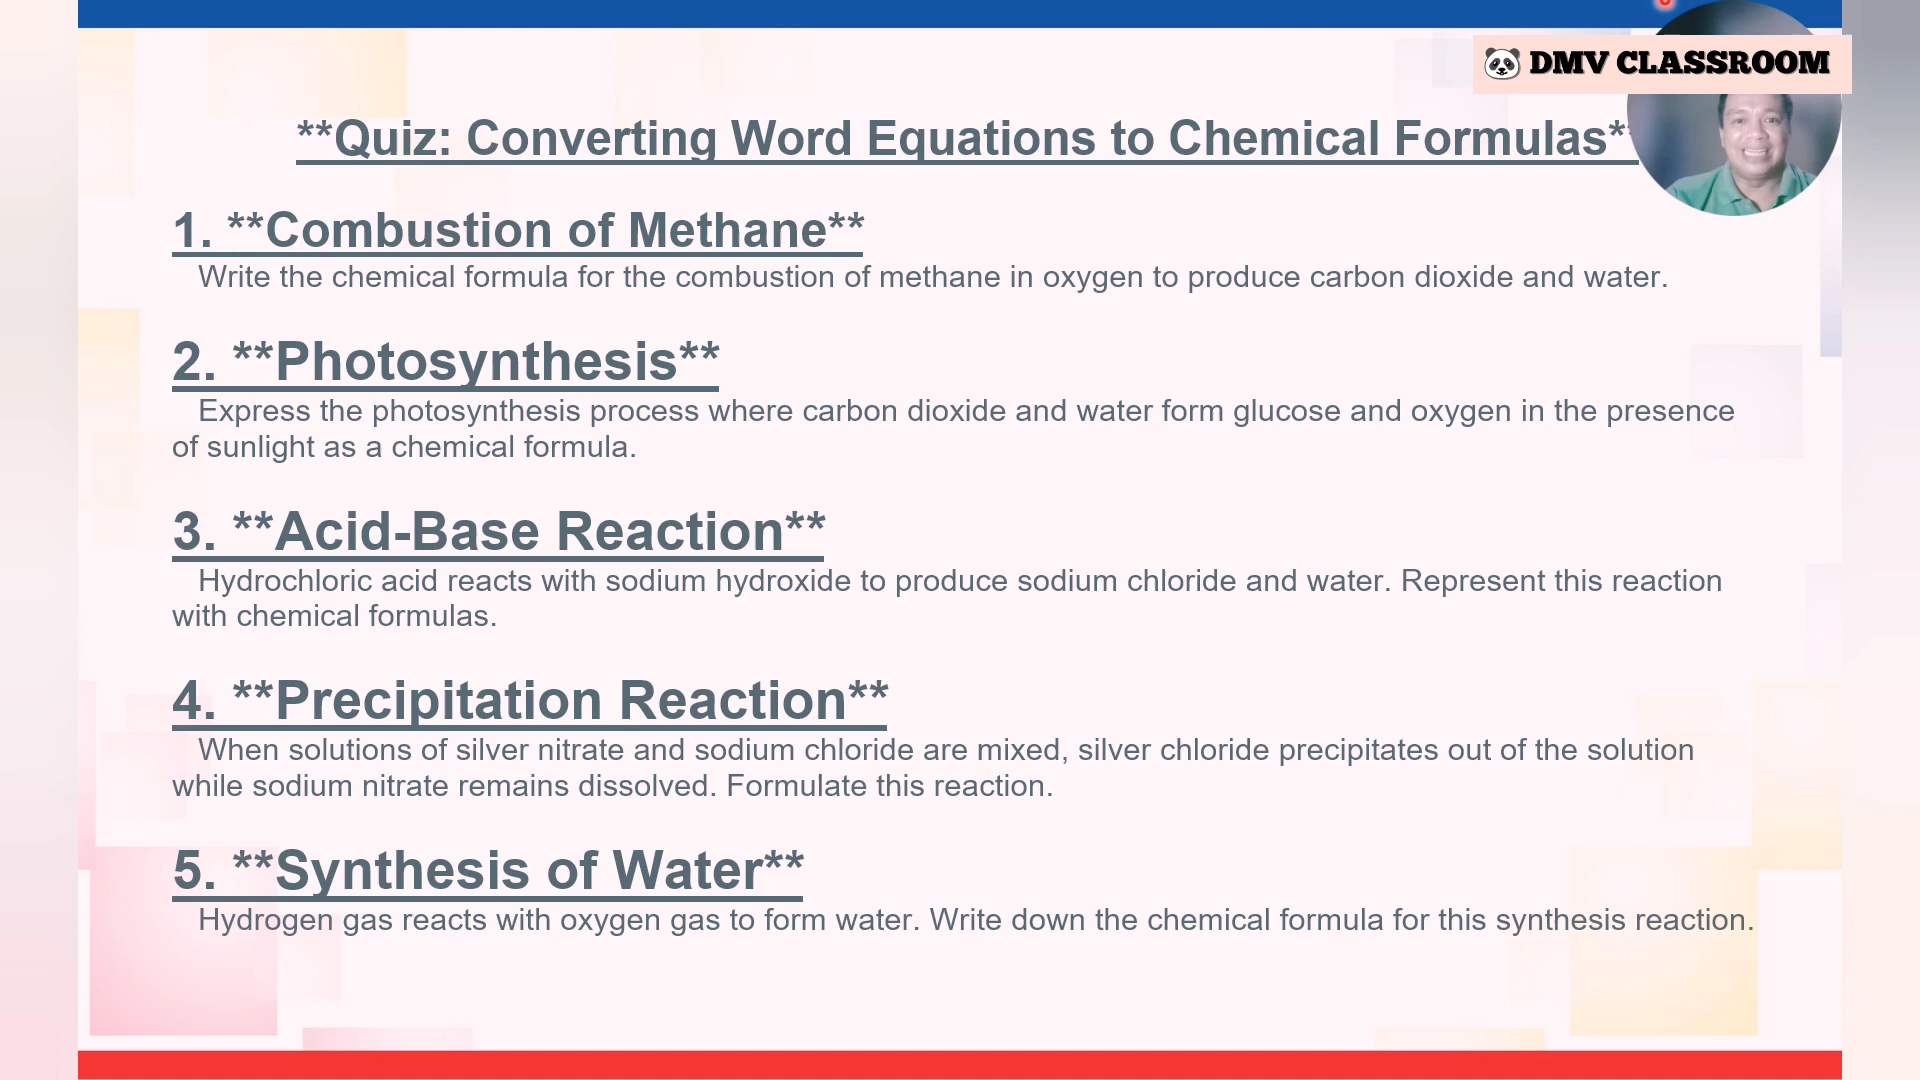 DMV CLASSROOM
**Quiz: Converting Word Equations to Chemical Formulas*
1. **Combustion of Methane**
Write the chemical formula for the combustion of methane in oxygen to produce carbon dioxide and water.
2. **Photosynthesis**
Express the photosynthesis process where carbon dioxide and water form glucose and oxygen in the presence
of sunlight as a chemical formula.
3. **Acid-Base Reaction**
Hydrochloric acid reacts with sodium hydroxide to produce sodium chloride and water. Represent this reaction
with chemical formulas.
4. **Precipitation Reaction**
When solutions of silver nitrate and sodium chloride are mixed, silver chloride precipitates out of the solution
while sodium nitrate remains dissolved. Formulate this reaction.
5. **Synthesis of Water**
Hydrogen gas reacts with oxygen gas to form water. Write down the chemical formula for this synthesis reaction.